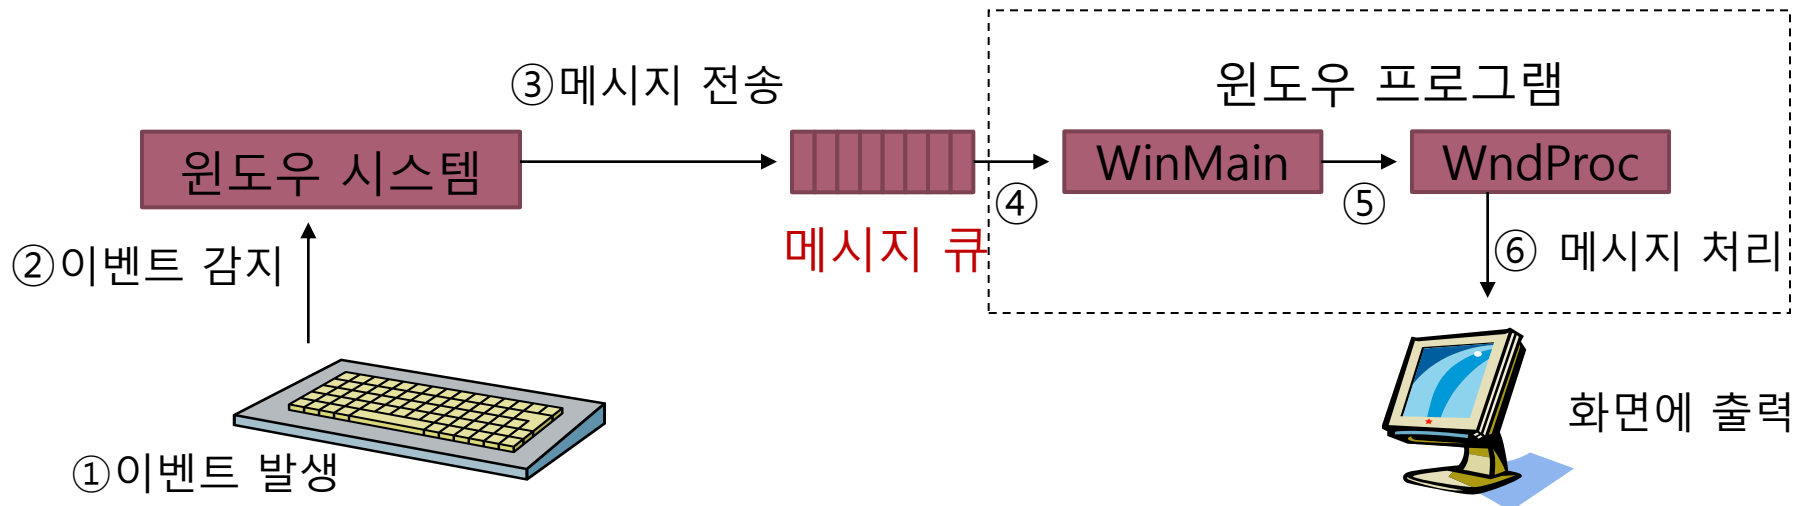 ③메시지 전송
윈도우 프로그램
윈도우 시스템
WinMain
WndProc
④
⑤
메시지 큐
⑥ 메시지 처리
②이벤트 감지
화면에 출력
①이벤트 발생